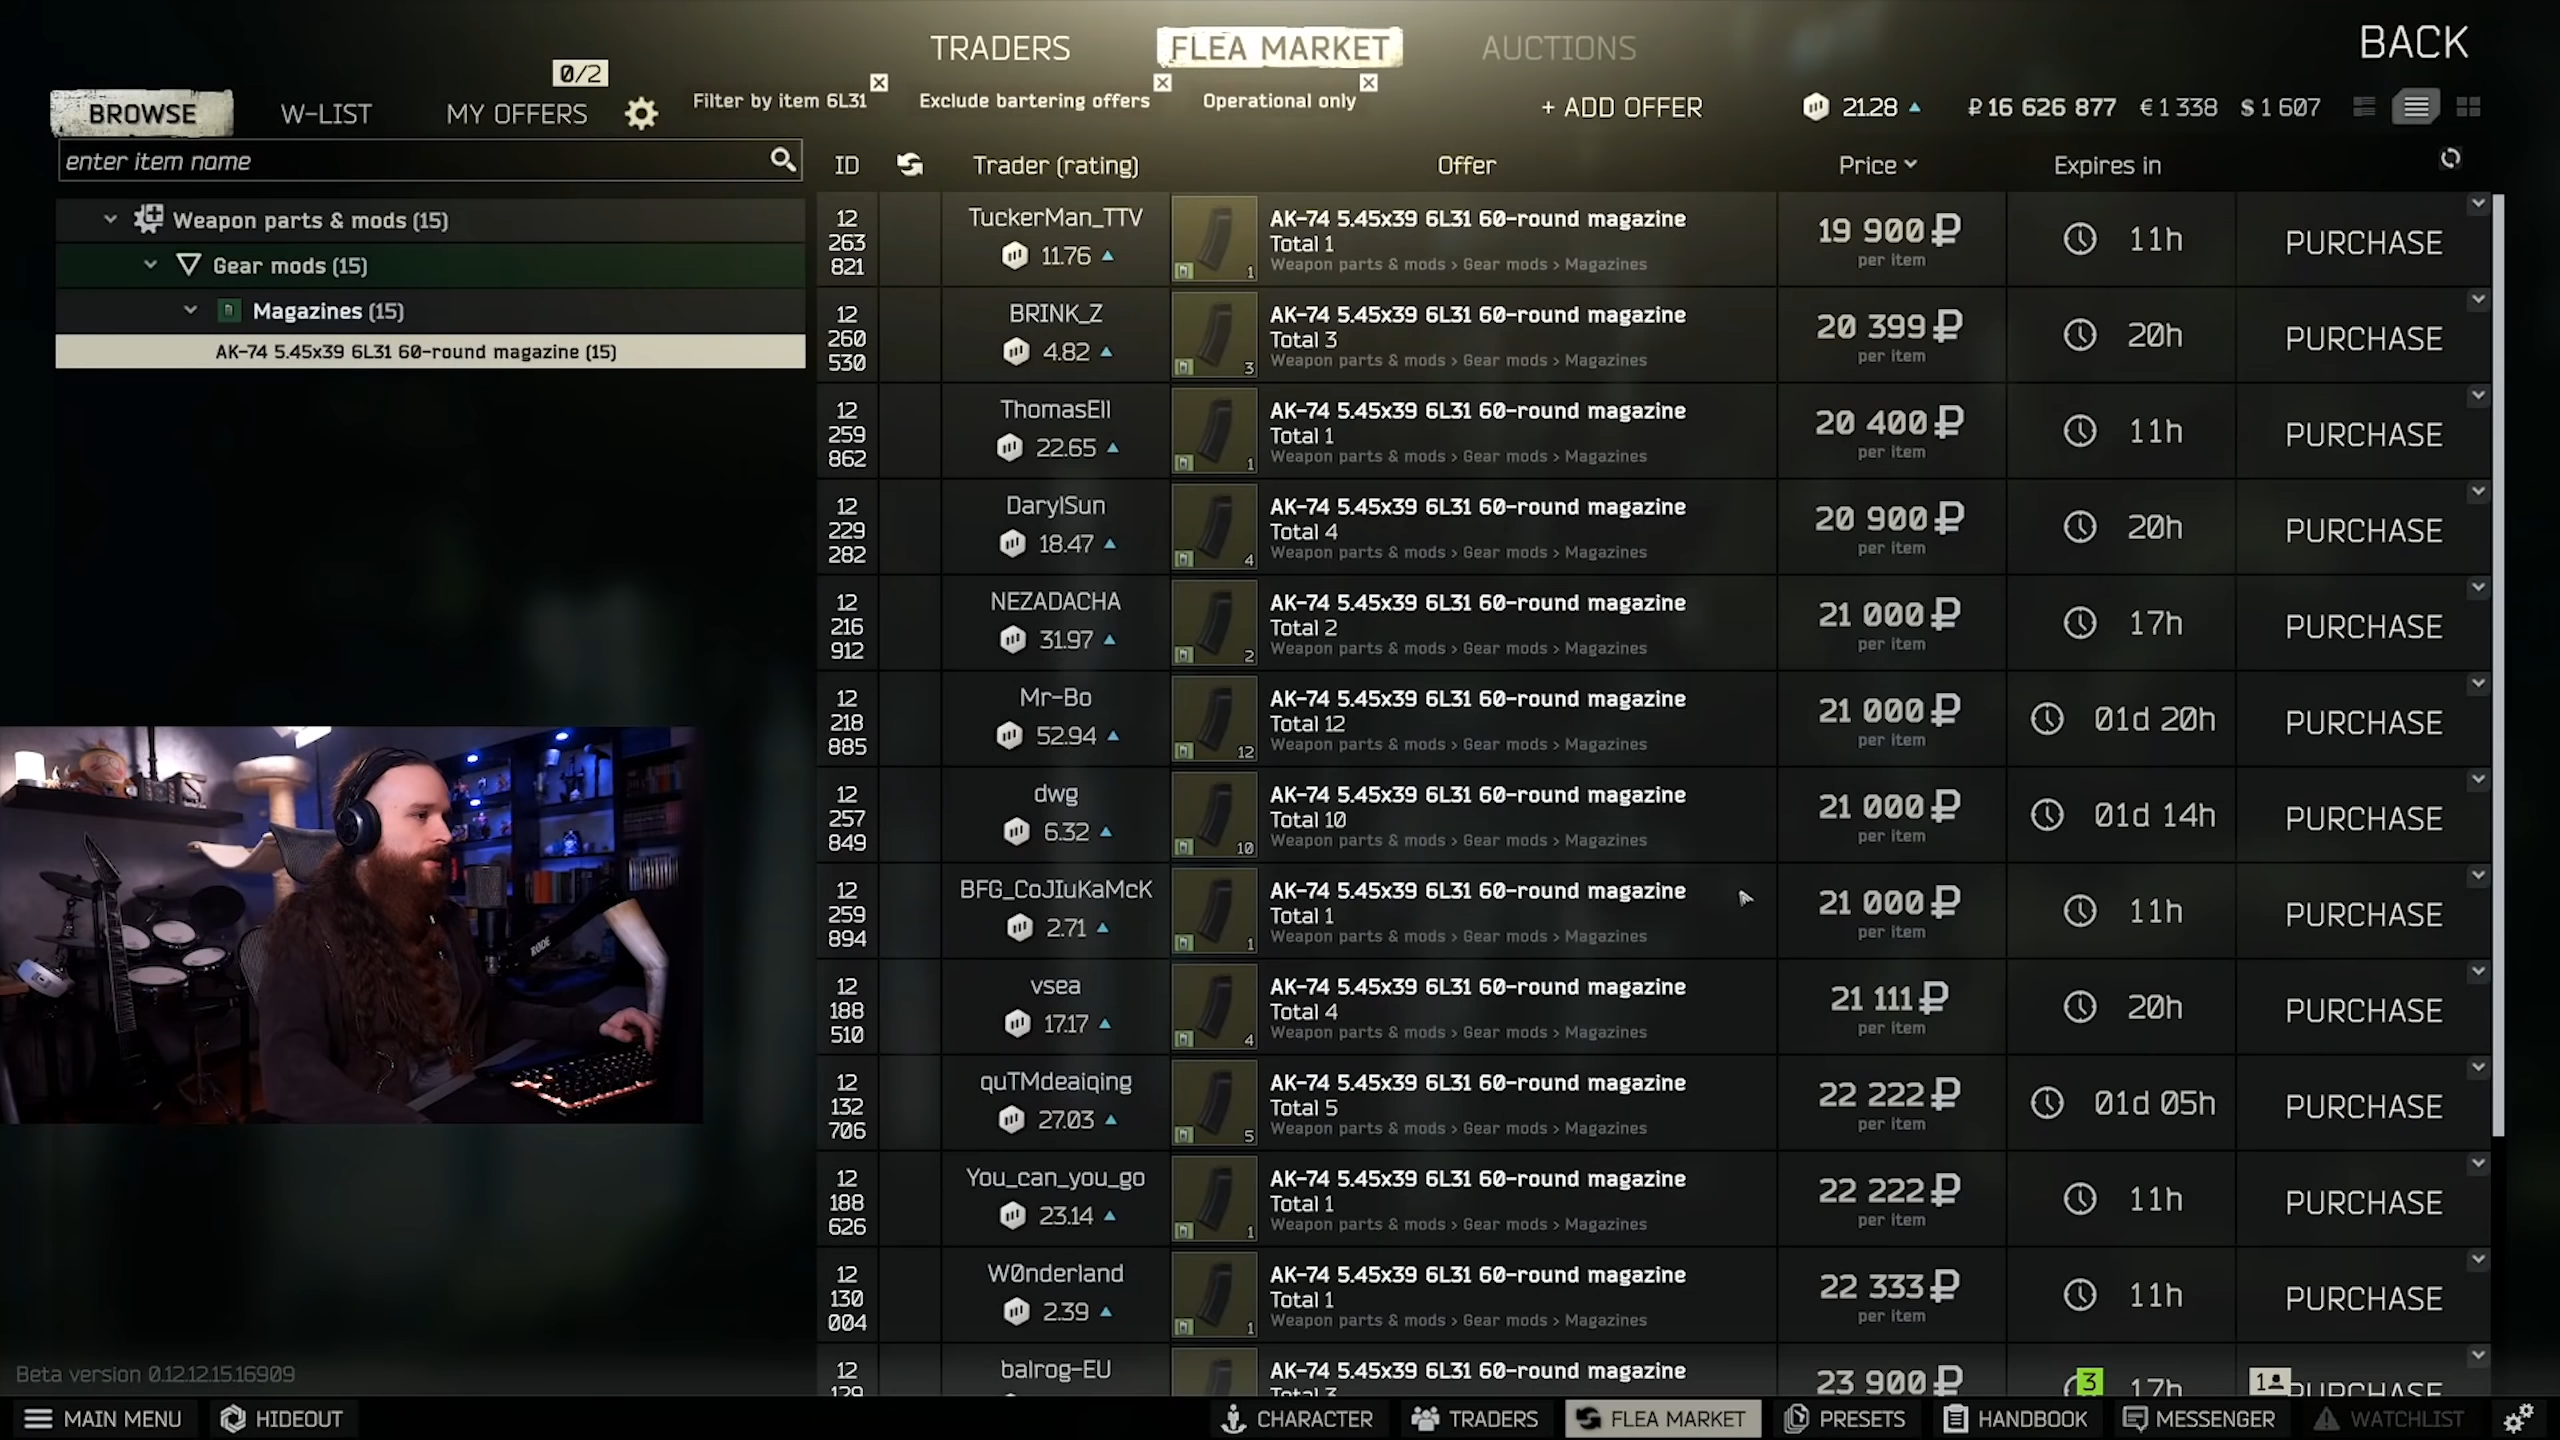 TRADERS
FLEA MARKET
AUCTIONS
BACK
0/2
BROWSE
W-LIST
MY OFFERS
Filter by item 6L31
Exclude bartering offers
Operational only
+ ADD OFFER
21.28
₽ 16 626 877
€ 1 338
$ 1 607
enter item name
ID
Trader (rating)
Offer
Price
Expires in
Weapon parts & mods (15)
Gear mods (15)
Magazines (15)
AK-74 5.45x39 6L31 60-round magazine (15)
12
263
821
TuckerMan_TTV
11.76
1
AK-74 5.45x39 6L31 60-round magazine
Total 1
Weapon parts & mods > Gear mods > Magazines
19 900 ₽
per item
11h
PURCHASE
12
260
530
BRINK_Z
4.82
3
AK-74 5.45x39 6L31 60-round magazine
Total 3
Weapon parts & mods > Gear mods > Magazines
20 399 ₽
per item
20h
PURCHASE
12
259
862
ThomasEll
22.65
1
AK-74 5.45x39 6L31 60-round magazine
Total 1
Weapon parts & mods > Gear mods > Magazines
20 400 ₽
per item
11h
PURCHASE
12
229
282
DarylSun
18.47
4
AK-74 5.45x39 6L31 60-round magazine
Total 4
Weapon parts & mods > Gear mods > Magazines
20 900 ₽
per item
20h
PURCHASE
12
216
912
NEZADACHA
31.97
2
AK-74 5.45x39 6L31 60-round magazine
Total 2
Weapon parts & mods > Gear mods > Magazines
21 000 ₽
per item
17h
PURCHASE
12
218
885
Mr-Bo
52.94
12
AK-74 5.45x39 6L31 60-round magazine
Total 12
Weapon parts & mods > Gear mods > Magazines
21 000 ₽
per item
01d 20h
PURCHASE
12
257
849
dwg
6.32
10
AK-74 5.45x39 6L31 60-round magazine
Total 10
Weapon parts & mods > Gear mods > Magazines
21 000 ₽
per item
01d 14h
PURCHASE
12
259
894
BFG_CoJIuKaMcK
2.71
1
AK-74 5.45x39 6L31 60-round magazine
Total 1
Weapon parts & mods > Gear mods > Magazines
21 000 ₽
per item
11h
PURCHASE
12
188
510
vsea
17.17
4
AK-74 5.45x39 6L31 60-round magazine
Total 4
Weapon parts & mods > Gear mods > Magazines
21 111 ₽
per item
20h
PURCHASE
12
132
706
quTMdeaiqing
27.03
5
AK-74 5.45x39 6L31 60-round magazine
Total 5
Weapon parts & mods > Gear mods > Magazines
22 222 ₽
per item
01d 05h
PURCHASE
12
188
626
You_can_you_go
23.14
1
AK-74 5.45x39 6L31 60-round magazine
Total 1
Weapon parts & mods > Gear mods > Magazines
22 222 ₽
per item
11h
PURCHASE
12
130
004
W0nderland
2.39
1
AK-74 5.45x39 6L31 60-round magazine
Total 1
Weapon parts & mods > Gear mods > Magazines
22 333 ₽
per item
11h
PURCHASE
12
129
balrog-EU
AK-74 5.45x39 6L31 60-round magazine
Total 3
23 900 ₽
17h
PURCHASE
RODE
Beta version 0.12.12.15.16909
3
1
MAIN MENU
HIDEOUT
CHARACTER
TRADERS
FLEA MARKET
PRESETS
HANDBOOK
MESSENGER
WATCHLIST